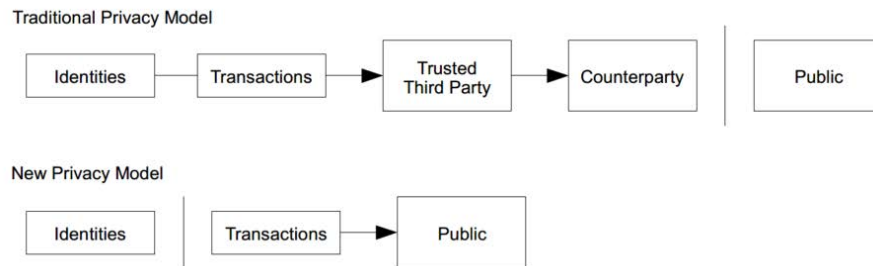 Traditional Privacy Model
Identities
Transactions
Trusted
Third Party
Counterparty
Public
New Privacy Model
Identities
Transactions
Public